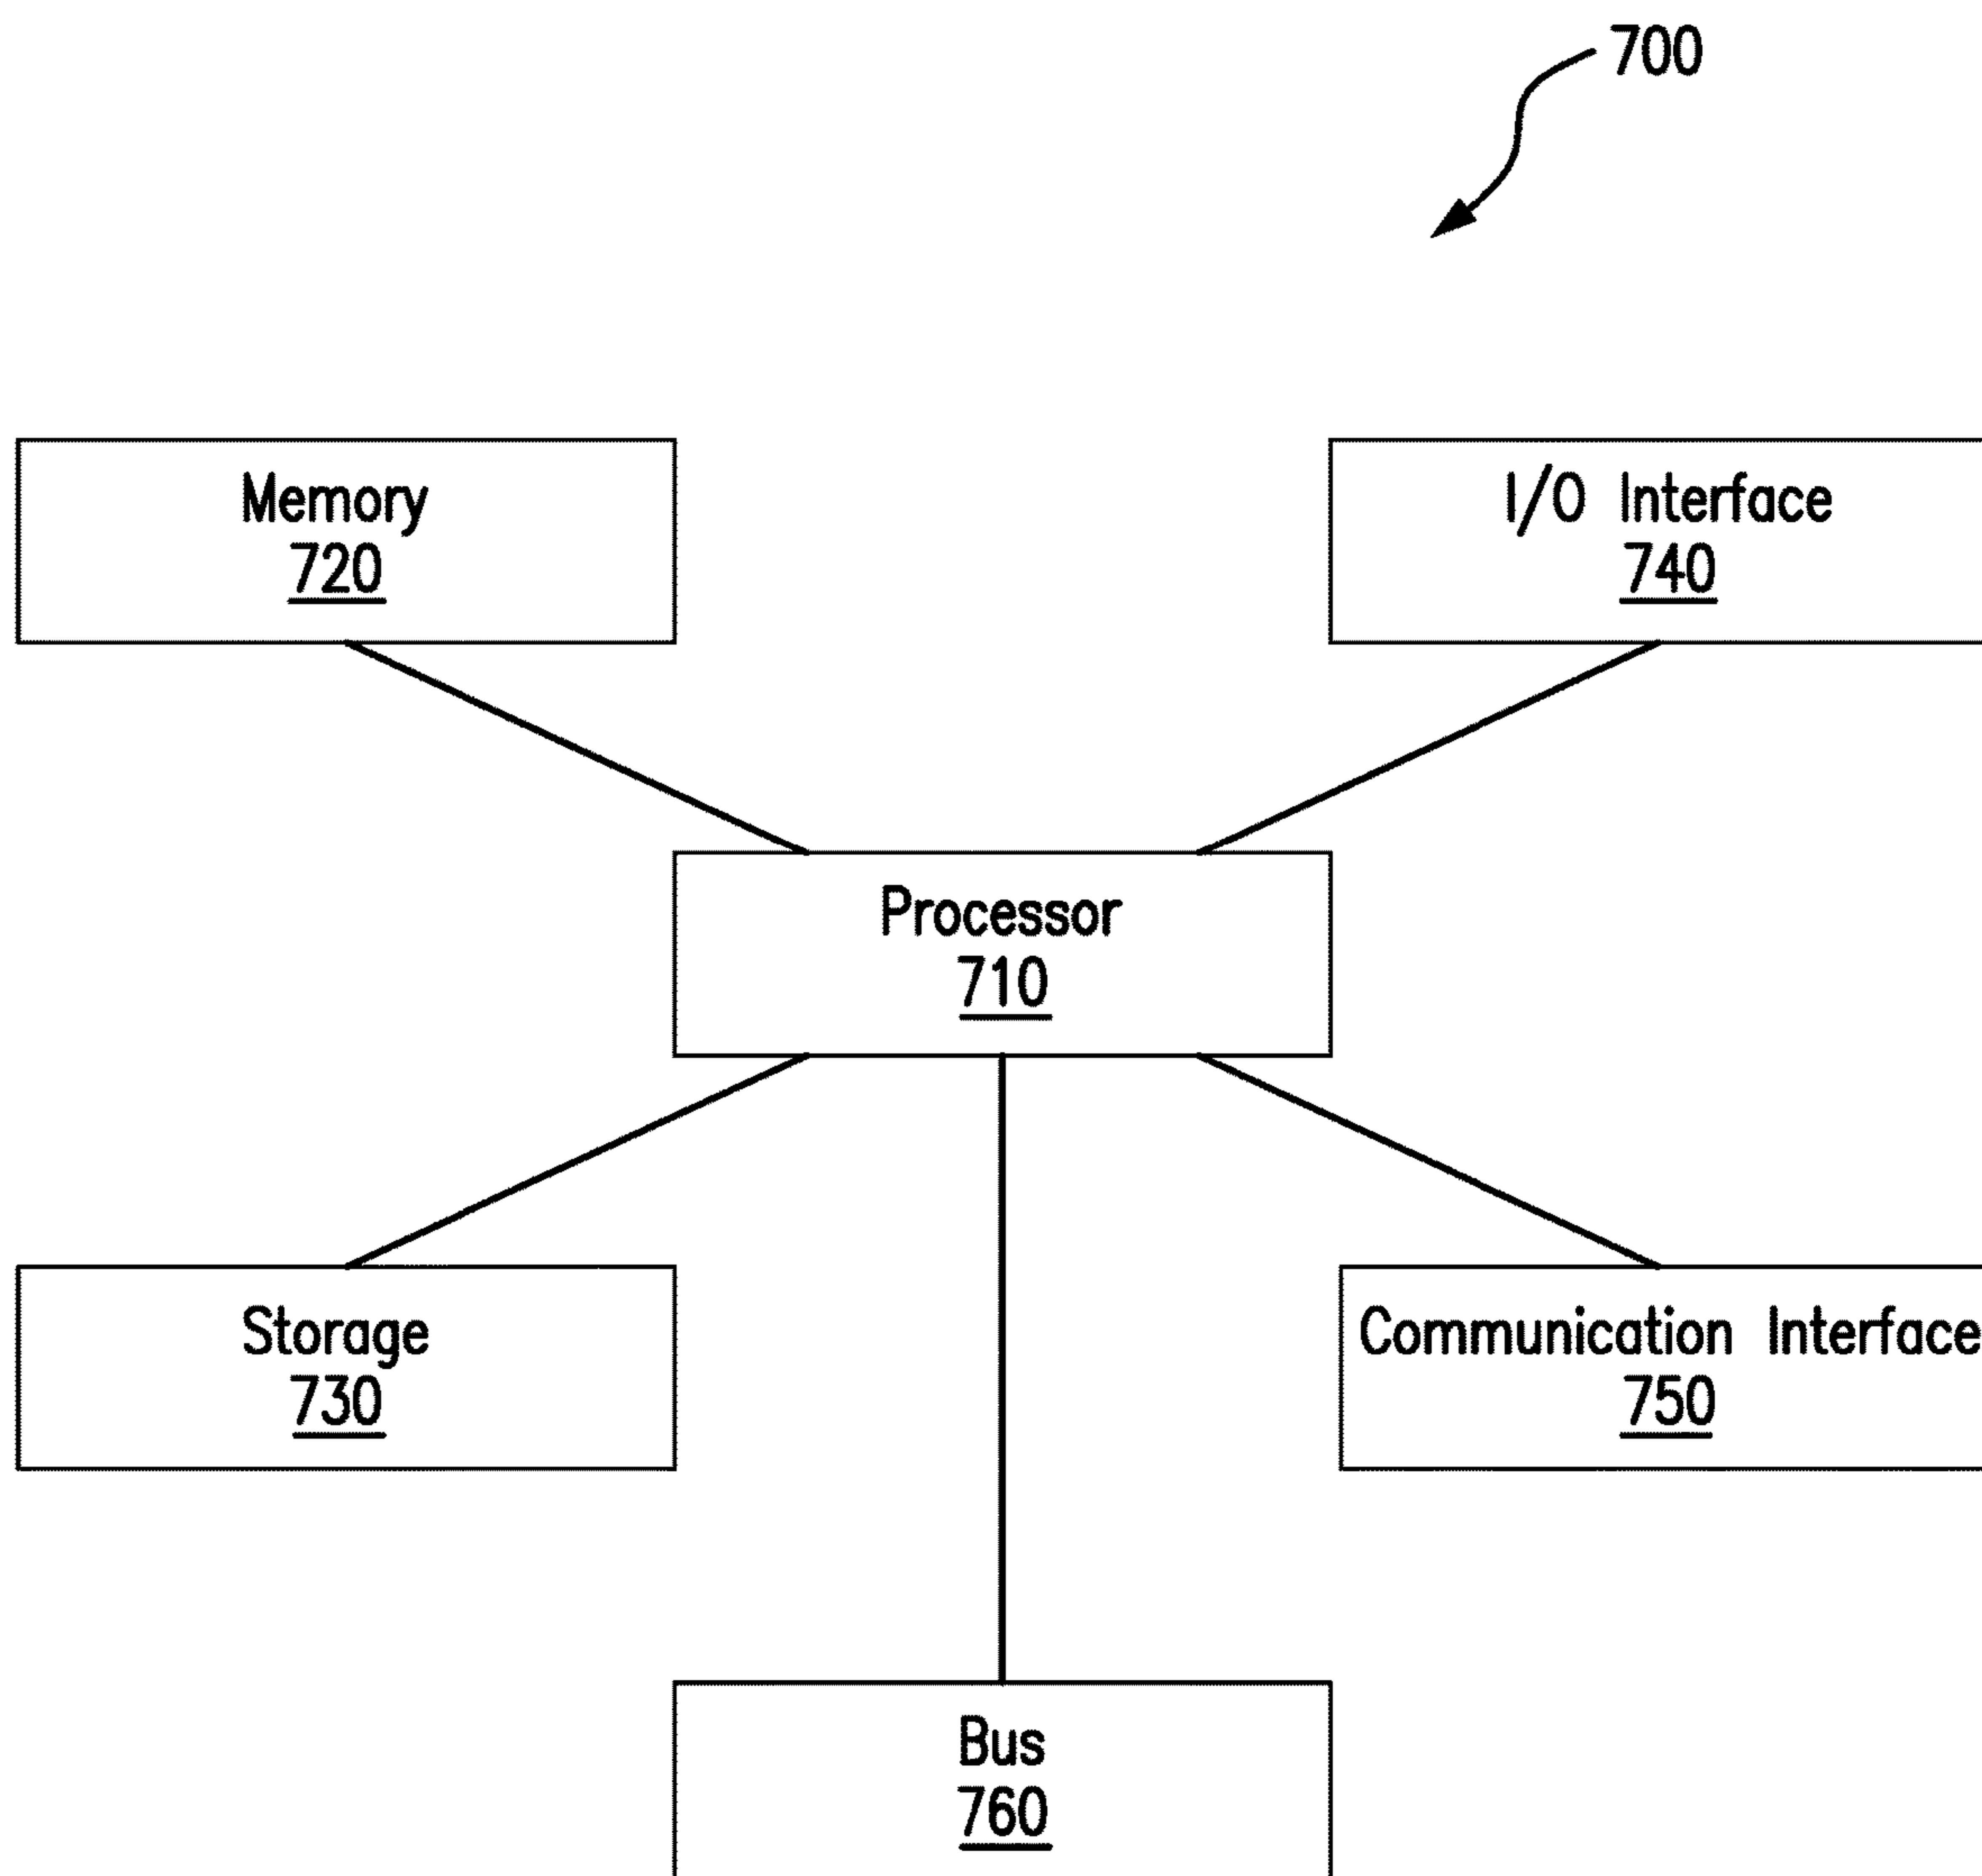 700
Memory
720
I/O Interface
740
Processor
710
Storage
730
Communication Interface
750
Bus
760